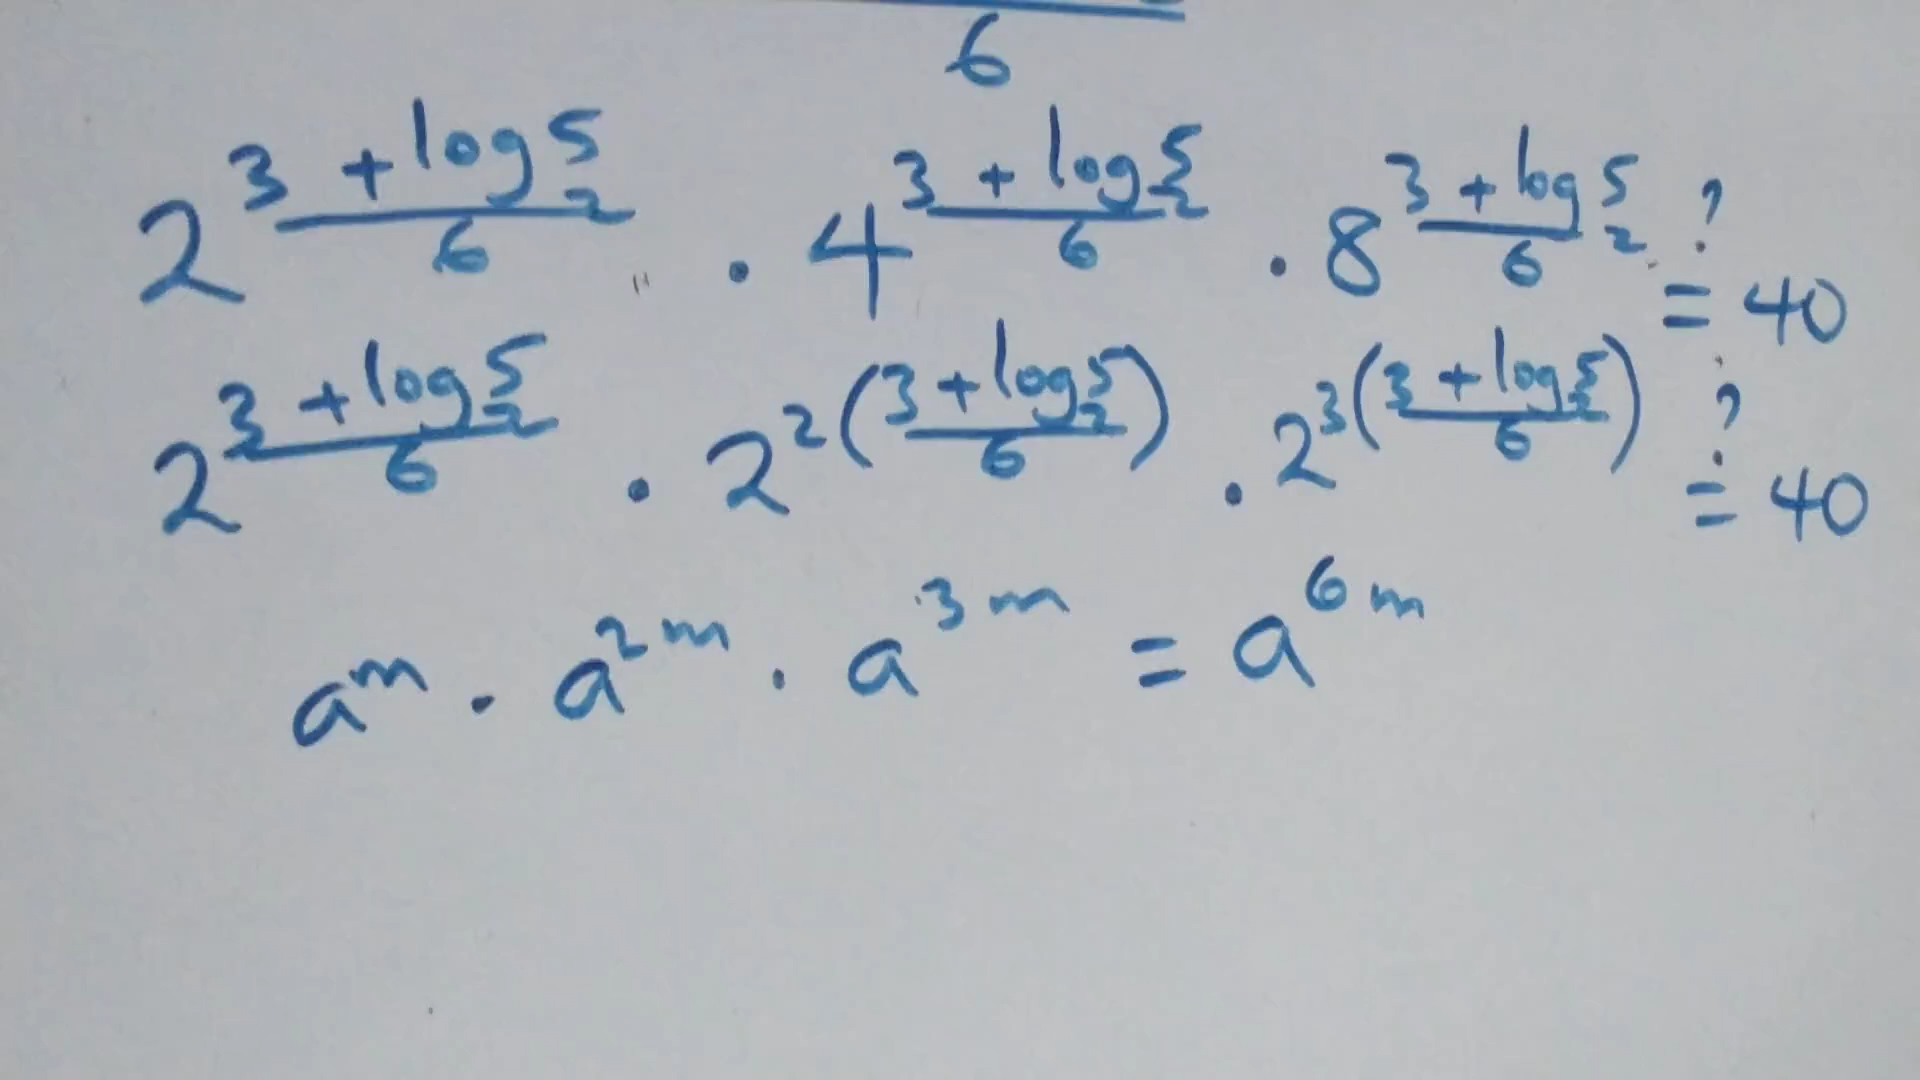 6
2^(3 + log₂5)/6 · 4^(3 + log₂5)/6 · 8^(3 + log₂5)/6 ?= 40
2^(3 + log₂5)/6 · 2^2((3 + log₂5)/6) · 2^3((3 + log₂5)/6) ?= 40
a^m · a^2m · a^3m = a^6m